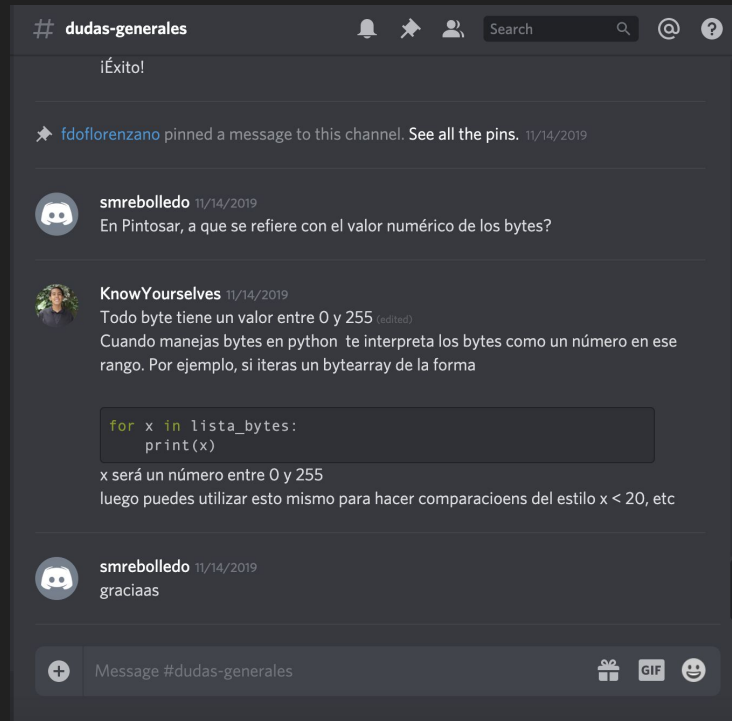 # dudas-generales
Search
¡Éxito!
fdoflorenzano pinned a message to this channel. See all the pins. 11/14/2019
smrebolledo 11/14/2019
En Pintosar, a que se refiere con el valor numérico de los bytes?
KnowYourselves 11/14/2019
Todo byte tiene un valor entre 0 y 255 (edited)
Cuando manejas bytes en python te interpreta los bytes como un número en ese
rango. Por ejemplo, si iteras un bytearray de la forma
for x in lista_bytes:
    print(x)
x será un número entre 0 y 255
luego puedes utilizar esto mismo para hacer comparacioens del estilo x < 20, etc
smrebolledo 11/14/2019
graciaas
Message #dudas-generales
GIF